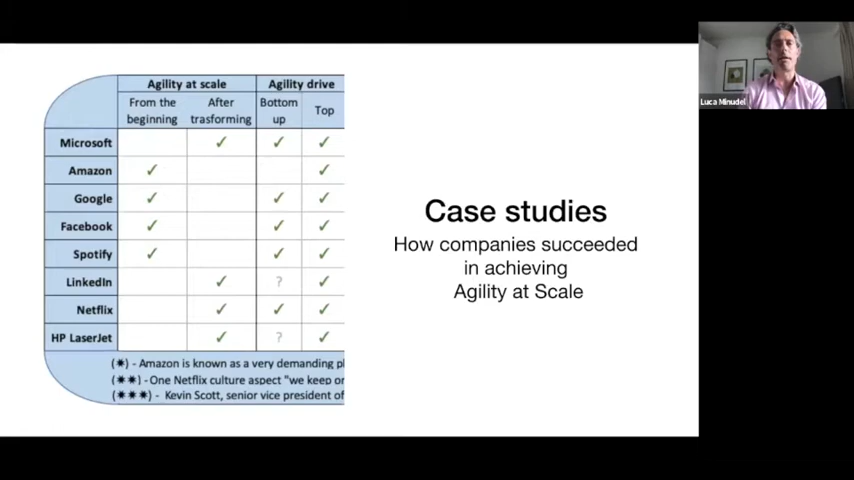 Agility at scale Agility drive
From the beginning After trasforming Bottom up Top
Microsoft ✓ ✓ ✓
Amazon ✓ ✓
Google ✓ ✓ ✓
Facebook ✓ ✓ ✓
Spotify ✓ ✓ ✓
LinkedIn ✓ ? ✓
Netflix ✓ ✓ ✓
HP LaserJet ✓ ? ✓
(✷) - Amazon is known as a very demanding
(✷✷) - One Netflix culture aspect "we keep
(✷✷✷) - Kevin Scott, senior vice president of
Case studies
How companies succeeded
in achieving
Agility at Scale
Luca Minudel